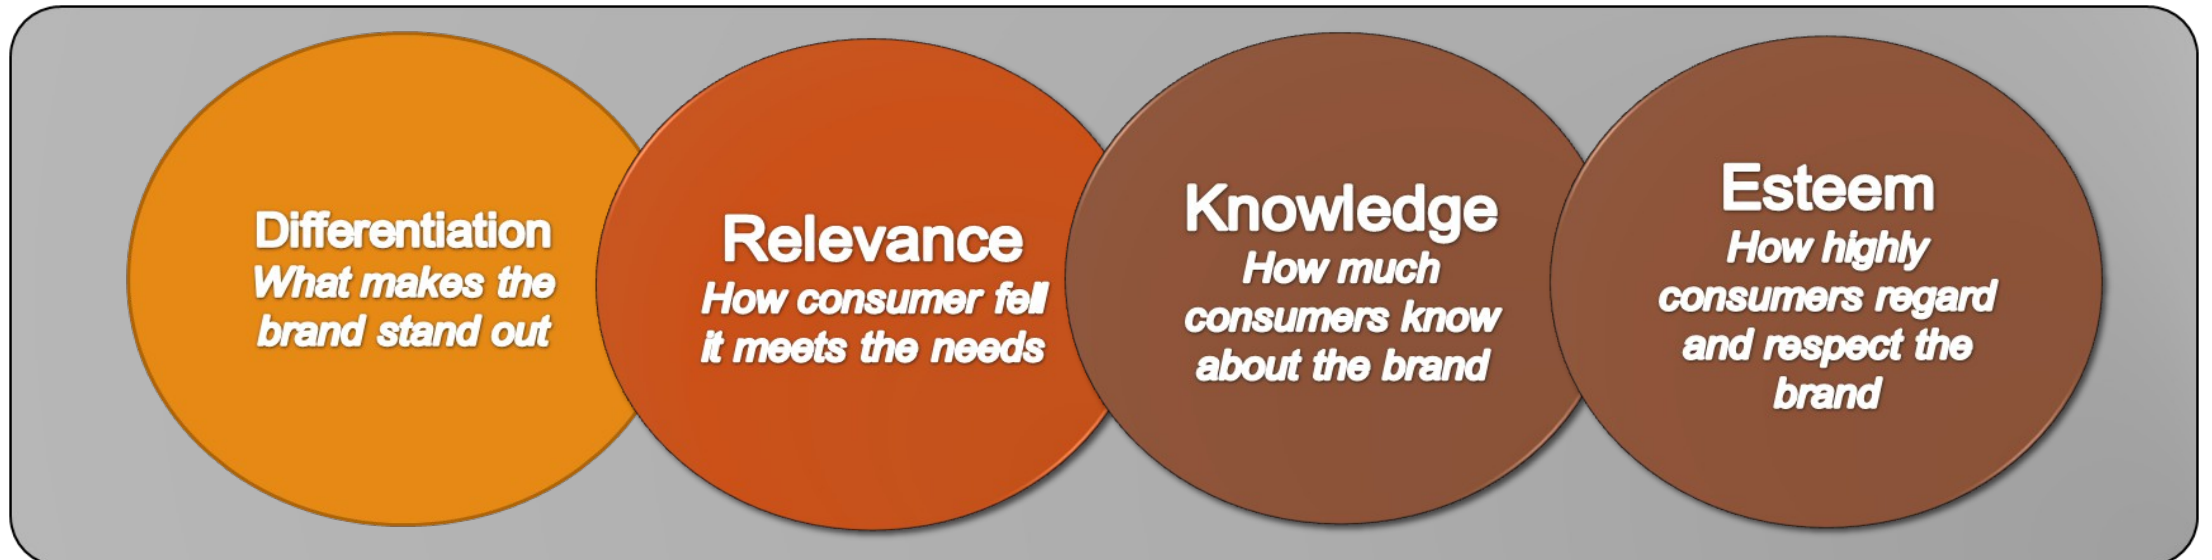 Differentiation
What makes the
brand stand out
Relevance
How consumer fell
it meets the needs
Knowledge
How much
consumers know
about the brand
Esteem
How highly
consumers regard
and respect the
brand